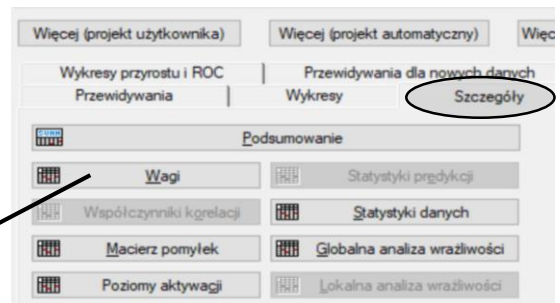 Więcej (projekt użytkownika) Więcej (projekt automatyczny) Więc
Wykresy przyrostu i ROC Przewidywania dla nowych danych
Przewidywania Wykresy Szczegóły
Podsumowanie
Wagi Statystyki predykcji
Współczynniki korelacji Statystyki danych
Macierz pomyłek Globalna analiza wrażliwości
Poziomy aktywacji Lokalna analiza wrażliwości